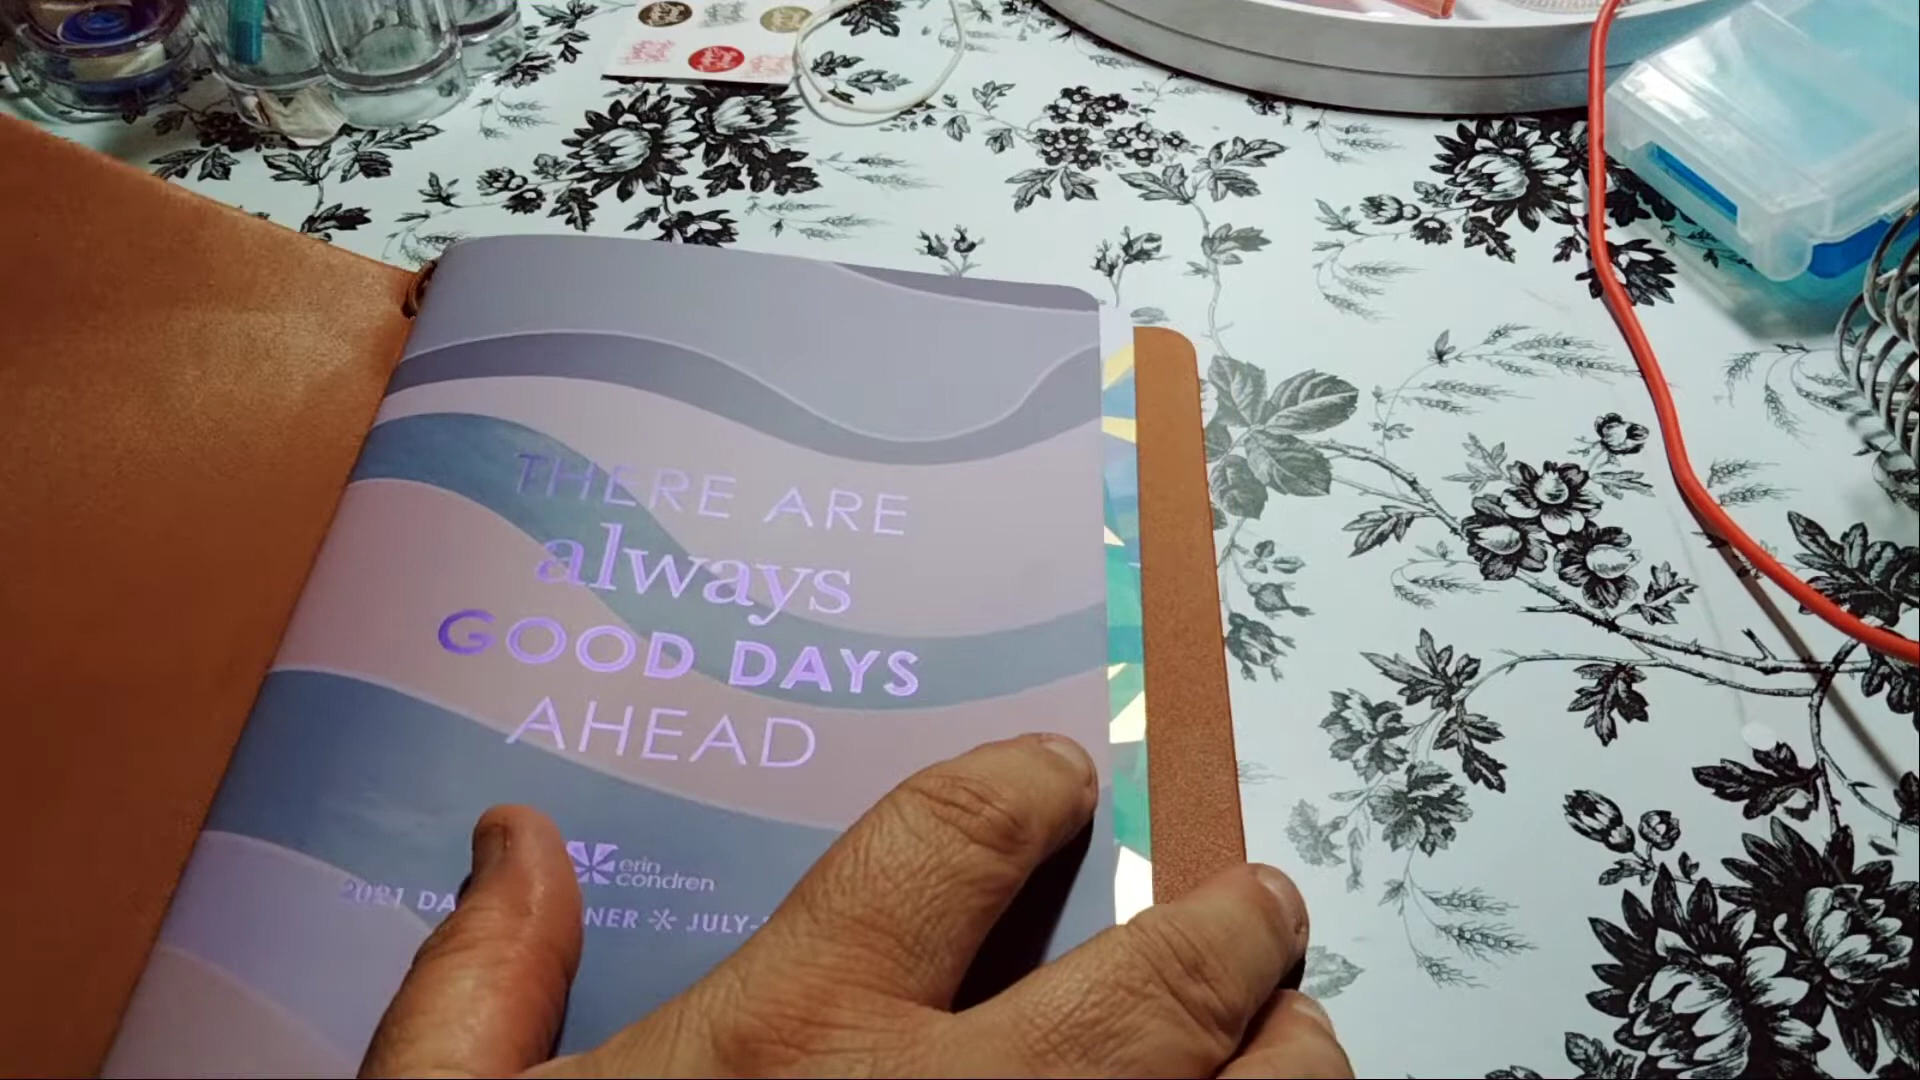 THERE ARE
always
GOOD DAYS
AHEAD
erin
condren
2021 DA NER JULY-